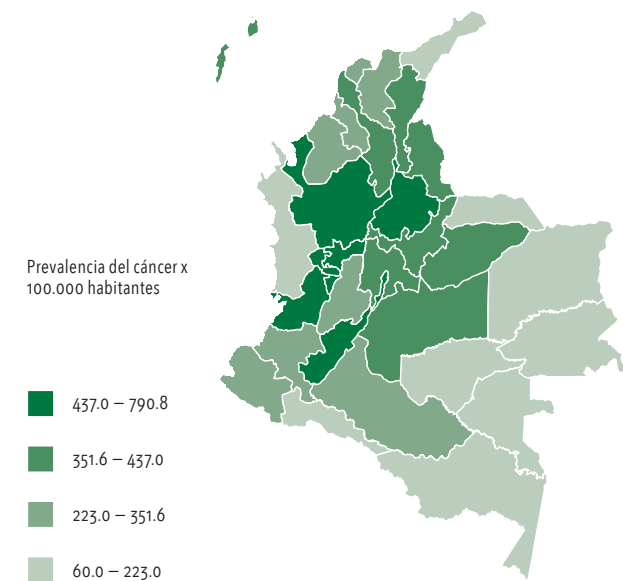 Prevalencia del cáncer x
100.000 habitantes
437.0 – 790.8
351.6 – 437.0
223.0 – 351.6
60.0 – 223.0